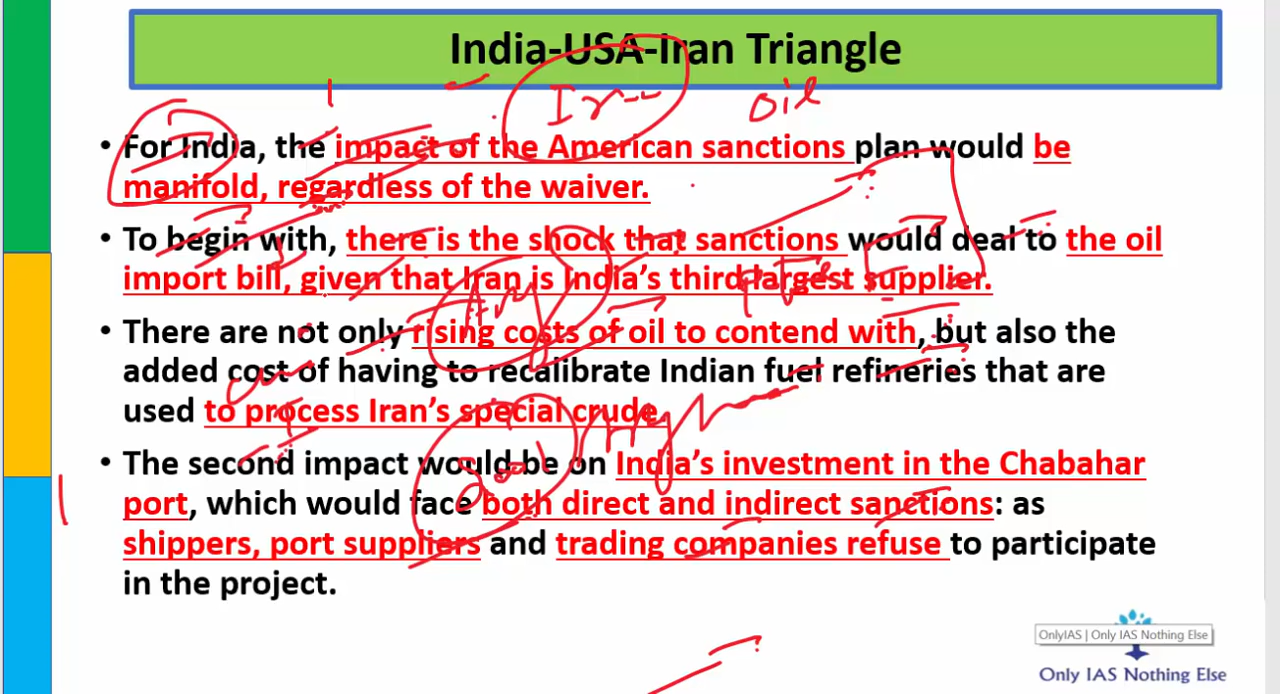 India-USA-Iran Triangle
oil
• For India, the impact of the American sanctions plan would be
manifold, regardless of the waiver.
• To begin with, there is the shock that sanctions would deal to the oil
import bill, given that Iran is India's third largest supplier.
• There are not only rising costs of oil to contend with, but also the
added cost of having to recalibrate Indian fuel refineries that are
used to process Iran's special crude.
• The second impact would be on India's investment in the Chabahar
port, which would face both direct and indirect sanctions: as
shippers, port suppliers and trading companies refuse to participate
in the project.
OnlyIAS | Only IAS Nothing Else
Only IAS Nothing Else